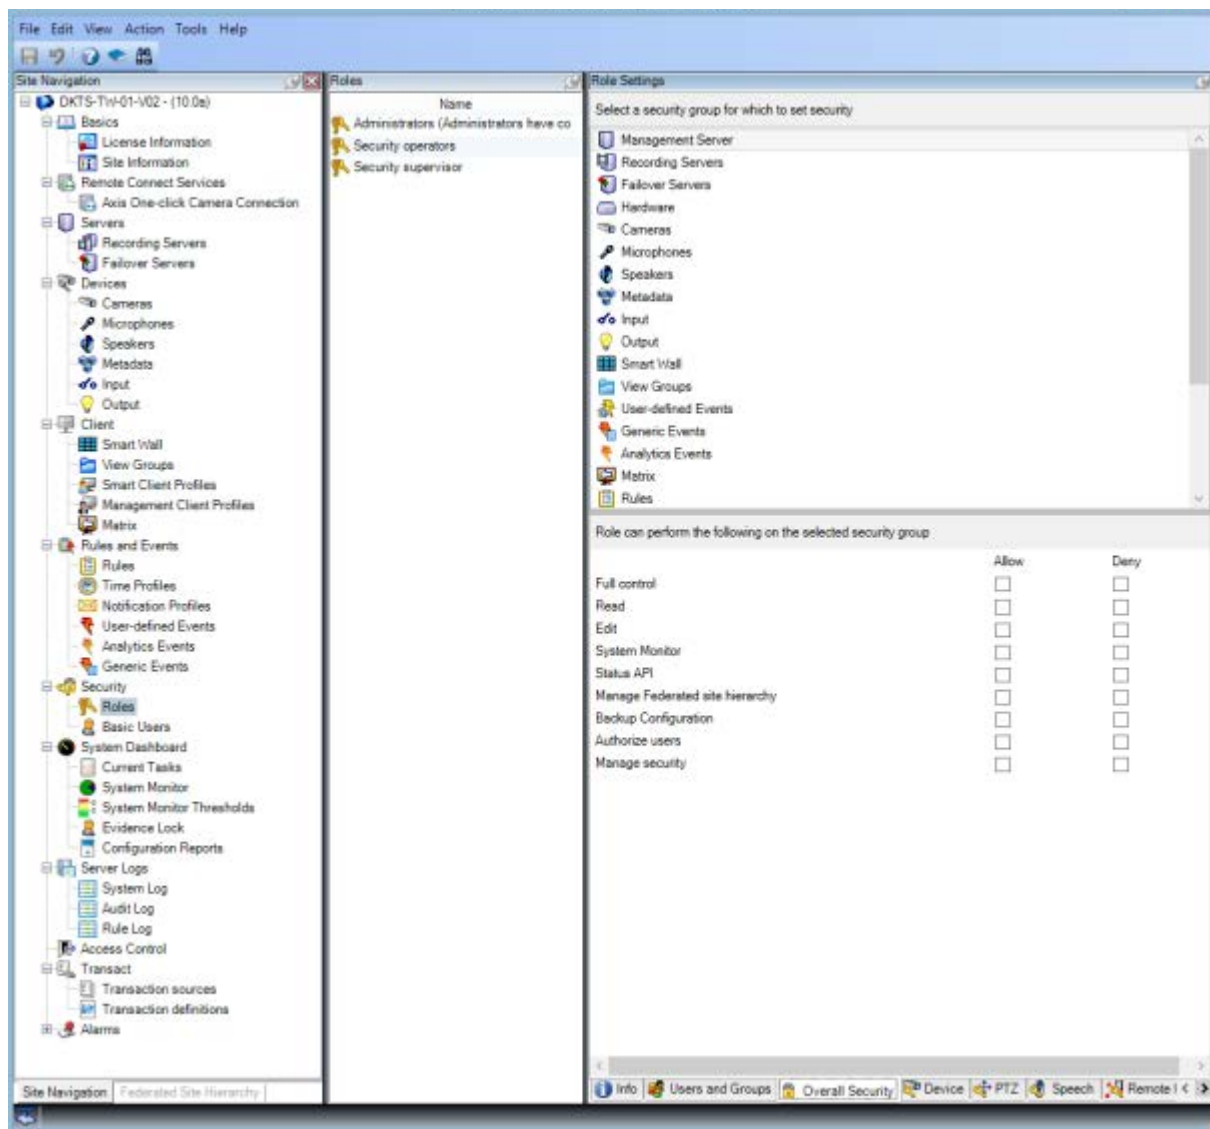 File Edit View Action Tools Help
Site Navigation
DKTS-TW-01-V02 - (10.0a)
Basics
License Information
Site Information
Remote Connect Services
Axis One-click Camera Connection
Servers
Recording Servers
Failover Servers
Devices
Cameras
Microphones
Speakers
Metadata
Input
Output
Client
Smart Wall
View Groups
Smart Client Profiles
Management Client Profiles
Matrix
Rules and Events
Rules
Time Profiles
Notification Profiles
User-defined Events
Analytics Events
Generic Events
Security
Roles
Basic Users
System Dashboard
Current Tasks
System Monitor
System Monitor Thresholds
Evidence Lock
Configuration Reports
Server Logs
System Log
Audit Log
Rule Log
Access Control
Transact
Transaction sources
Transaction definitions
Alarms
Site Navigation Federated Site Hierarchy
Roles
Name
Administrators (Administrators have co
Security operators
Security supervisor
Role Settings
Select a security group for which to set security
Management Server
Recording Servers
Failover Servers
Hardware
Cameras
Microphones
Speakers
Metadata
Input
Output
Smart Wall
View Groups
User-defined Events
Generic Events
Analytics Events
Matrix
Rules
Role can perform the following on the selected security group
Allow Deny
Full control
Read
Edit
System Monitor
Status API
Manage Federated site hierarchy
Backup Configuration
Authorize users
Manage security
Info Users and Groups Overall Security Device PTZ Speech Remote